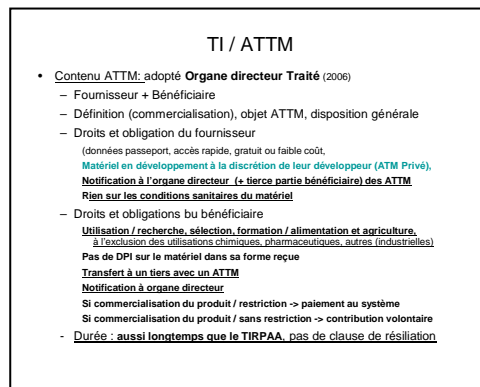 TI / ATTM
• Contenu ATTM: adopté Organe directeur Traité (2006)
– Fournisseur + Bénéficiaire
– Définition (commercialisation), objet ATTM, disposition générale
– Droits et obligation du fournisseur
(données passeport, accès rapide, gratuit ou faible coût,
Matériel en développement à la discrétion de leur développeur (ATM Privé),
Notification à l'organe directeur (+ tierce partie bénéficiaire) des ATTM
Rien sur les conditions sanitaires du matériel
– Droits et obligations bu bénéficiaire
Utilisation / recherche, sélection, formation / alimentation et agriculture,
à l'exclusion des utilisations chimiques, pharmaceutiques, autres (industrielles)
Pas de DPI sur le matériel dans sa forme reçue
Transfert à un tiers avec un ATTM
Notification à organe directeur
Si commercialisation du produit / restriction -> paiement au système
Si commercialisation du produit / sans restriction -> contribution volontaire
- Durée : aussi longtemps que le TIRPAA, pas de clause de résiliation